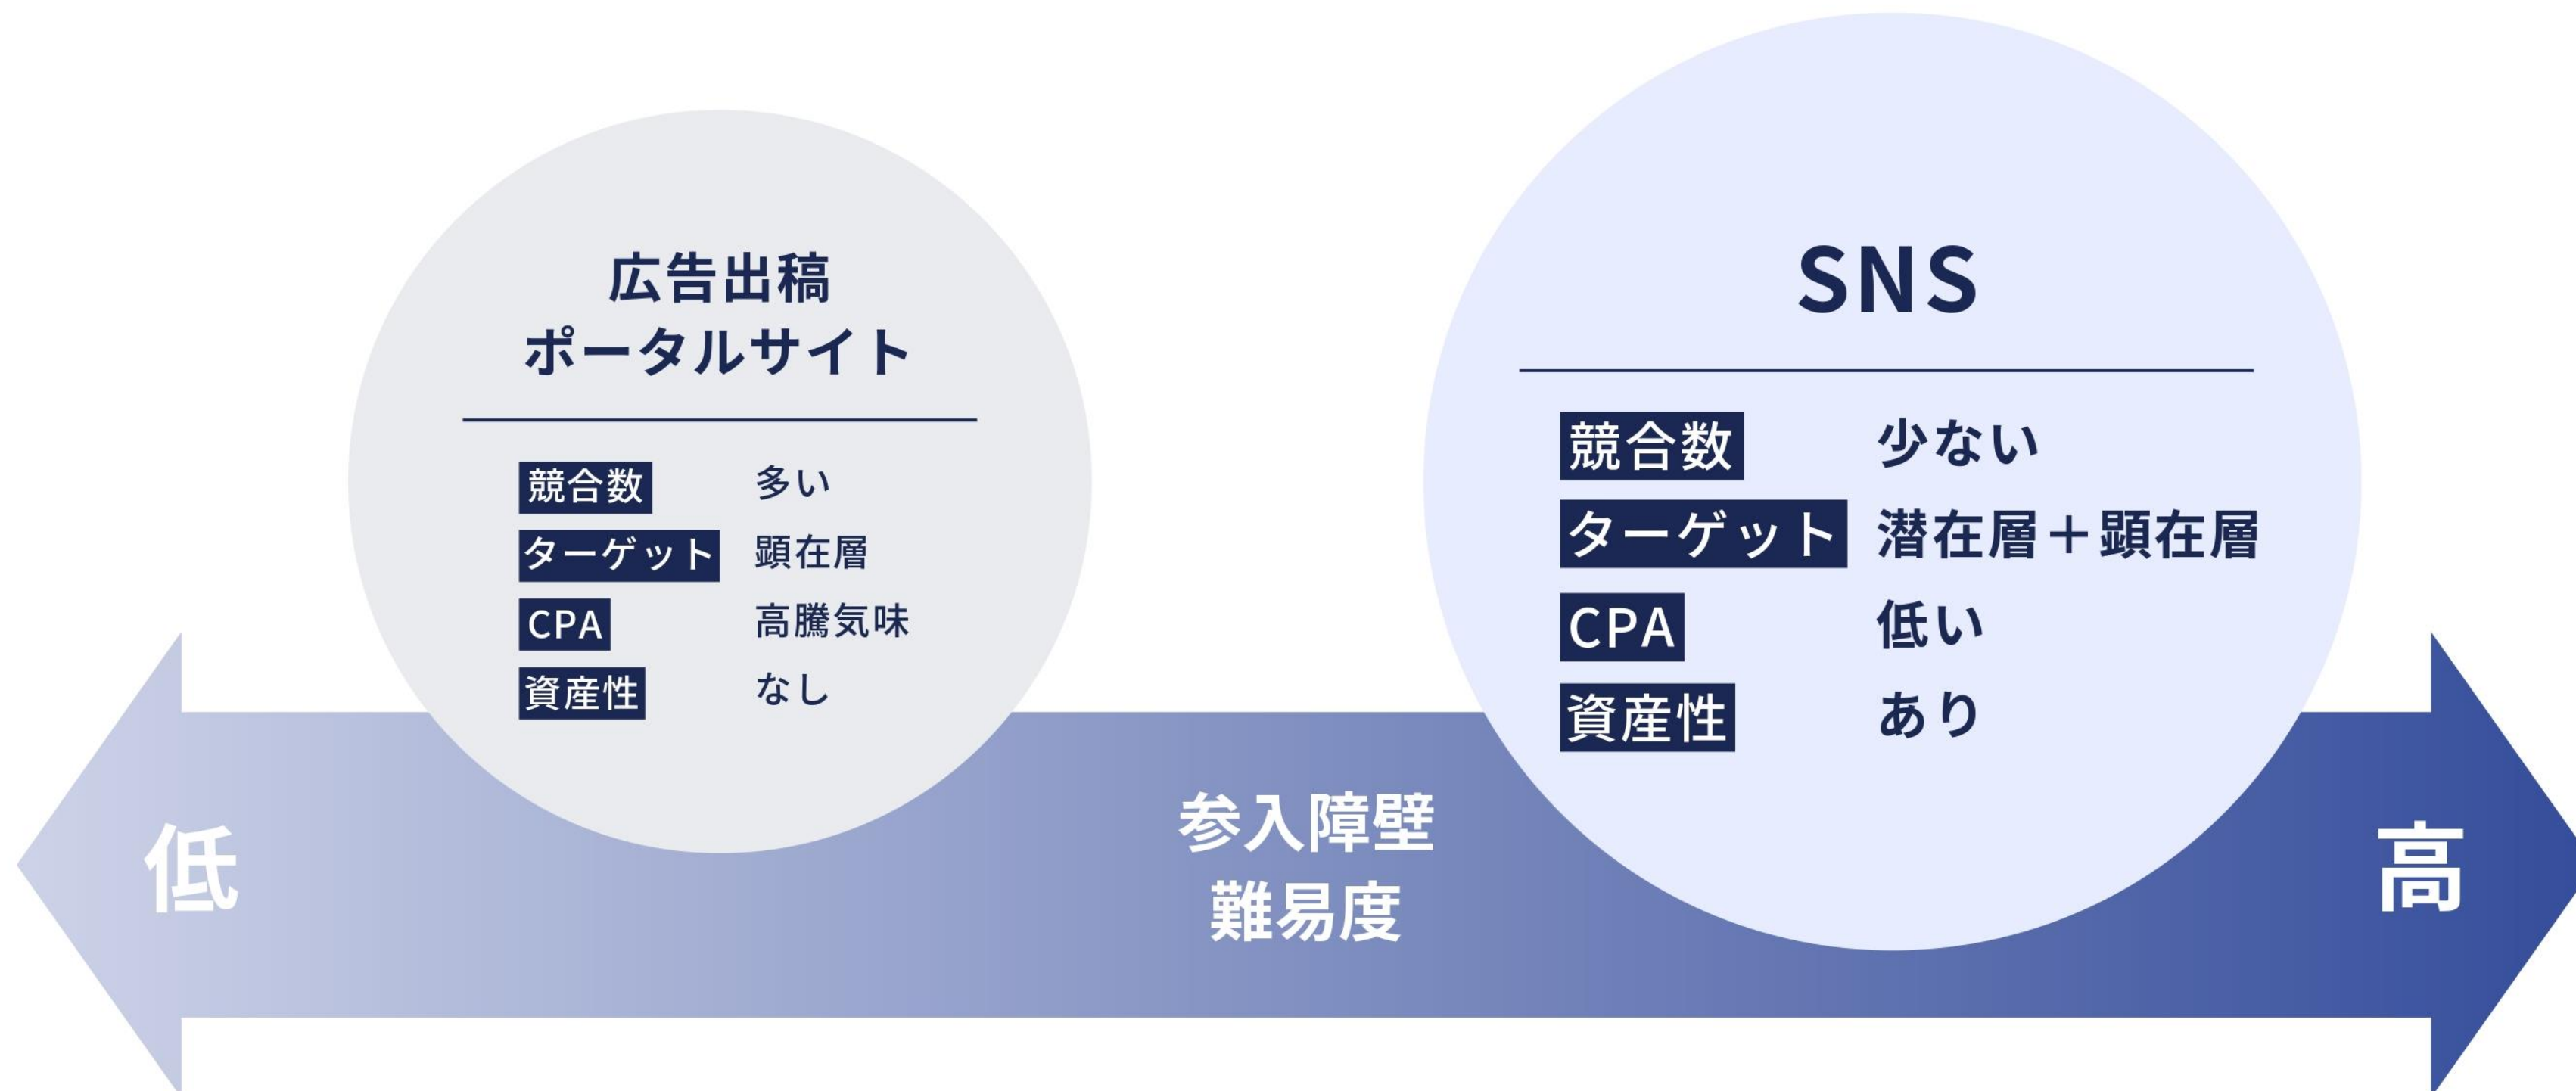 広告出稿
ポータルサイト
競合数 多い
ターゲット 顕在層
CPA 高騰気味
資産性 なし
SNS
競合数 少ない
ターゲット 潜在層＋顕在層
CPA 低い
資産性 あり
低
参入障壁
難易度
高